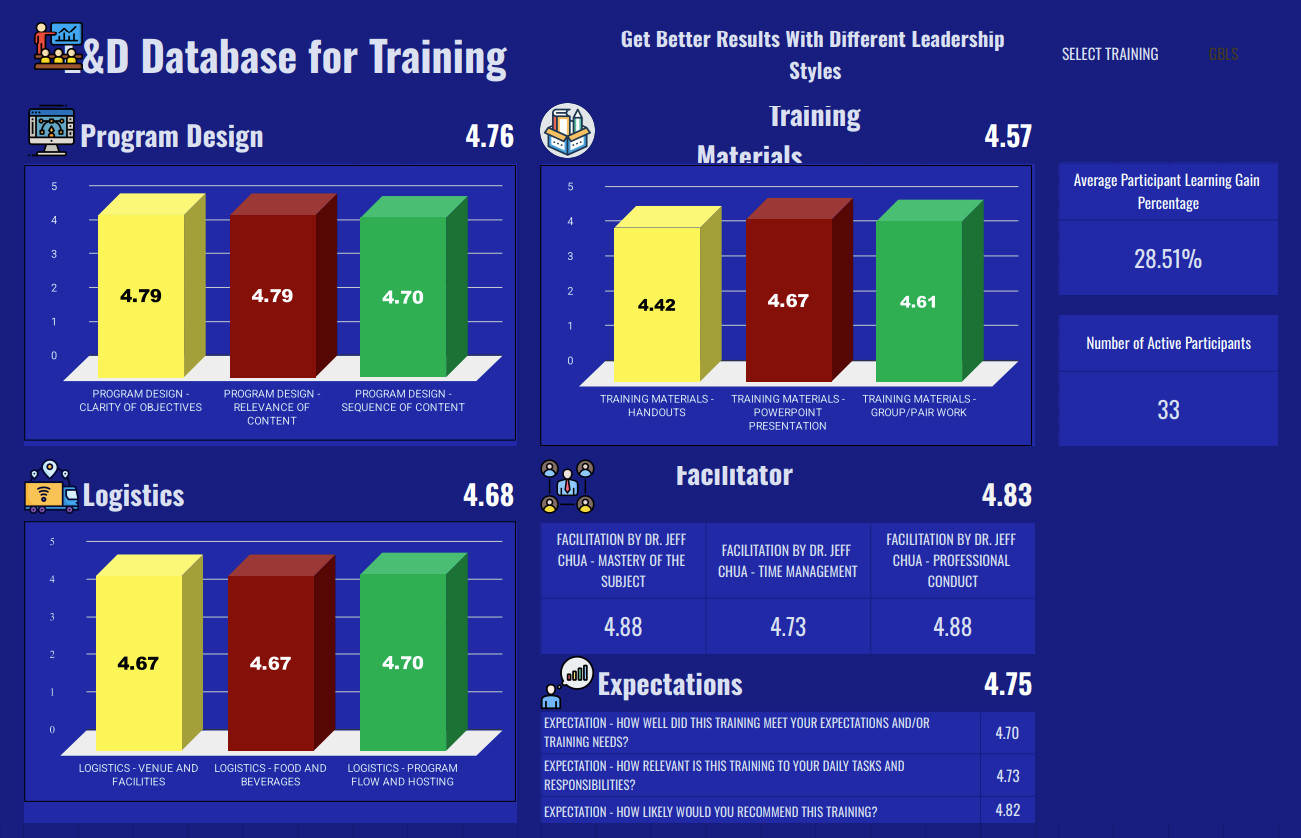 &D Database for Training
Get Better Results With Different Leadership
Styles
SELECT TRAINING
GBLS
Program Design
4.76
Training
Materials
4.57
5
4
3
2
1
0
4.79
4.79
4.70
PROGRAM DESIGN -
CLARITY OF OBJECTIVES
PROGRAM DESIGN -
RELEVANCE OF
CONTENT
PROGRAM DESIGN -
SEQUENCE OF CONTENT
5
4
3
2
1
0
4.42
4.67
4.61
TRAINING MATERIALS -
HANDOUTS
TRAINING MATERIALS -
POWERPOINT
PRESENTATION
TRAINING MATERIALS -
GROUP/PAIR WORK
Average Participant Learning Gain
Percentage
28.51%
Number of Active Participants
33
Logistics
4.68
5
4
3
2
1
0
4.67
4.67
4.70
LOGISTICS - VENUE AND
FACILITIES
LOGISTICS - FOOD AND
BEVERAGES
LOGISTICS - PROGRAM
FLOW AND HOSTING
Facilitator
4.83
FACILITATION BY DR. JEFF
CHUA - MASTERY OF THE
SUBJECT
FACILITATION BY DR. JEFF
CHUA - TIME MANAGEMENT
FACILITATION BY DR. JEFF
CHUA - PROFESSIONAL
CONDUCT
4.88
4.73
4.88
Expectations
4.75
EXPECTATION - HOW WELL DID THIS TRAINING MEET YOUR EXPECTATIONS AND/OR
TRAINING NEEDS?
4.70
EXPECTATION - HOW RELEVANT IS THIS TRAINING TO YOUR DAILY TASKS AND
RESPONSIBILITIES?
4.73
EXPECTATION - HOW LIKELY WOULD YOU RECOMMEND THIS TRAINING?
4.82